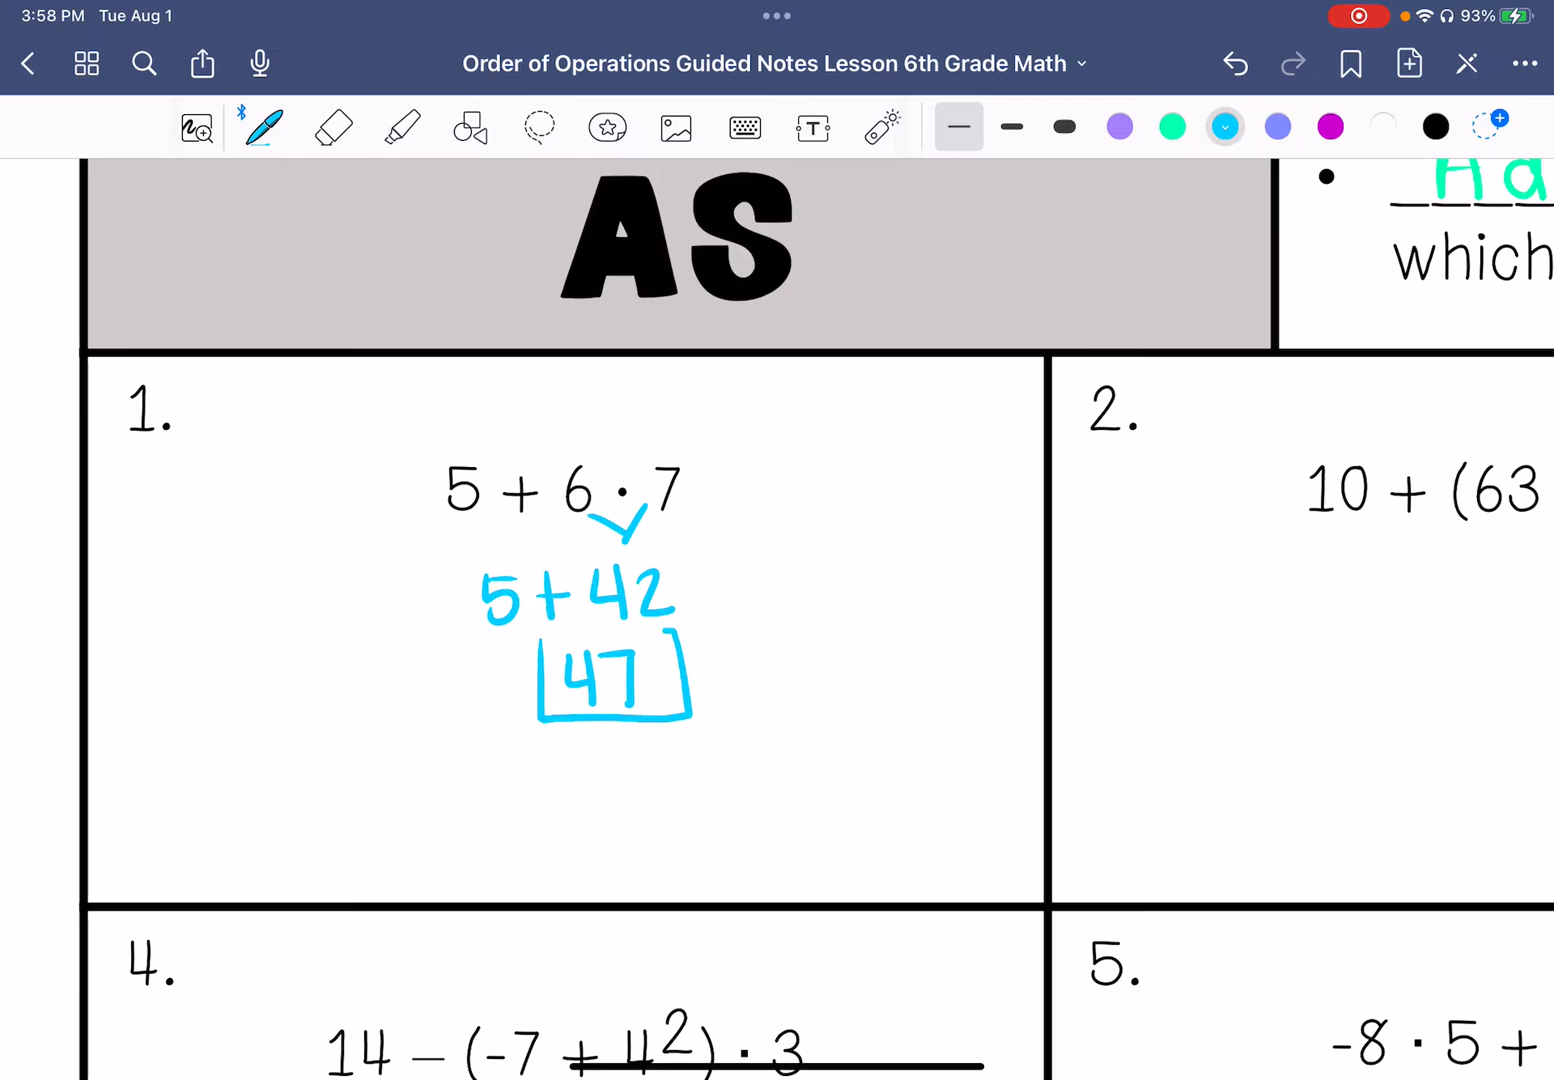 3:58 PM Tue Aug 1
93%
Order of Operations Guided Notes Lesson 6th Grade Math
T
AS
Ad
which
1.
5 + 6 · 7
5 + 42
47
2.
10 + (63
4.
14 – (-7 + 4²) · 3
5.
-8 · 5 +